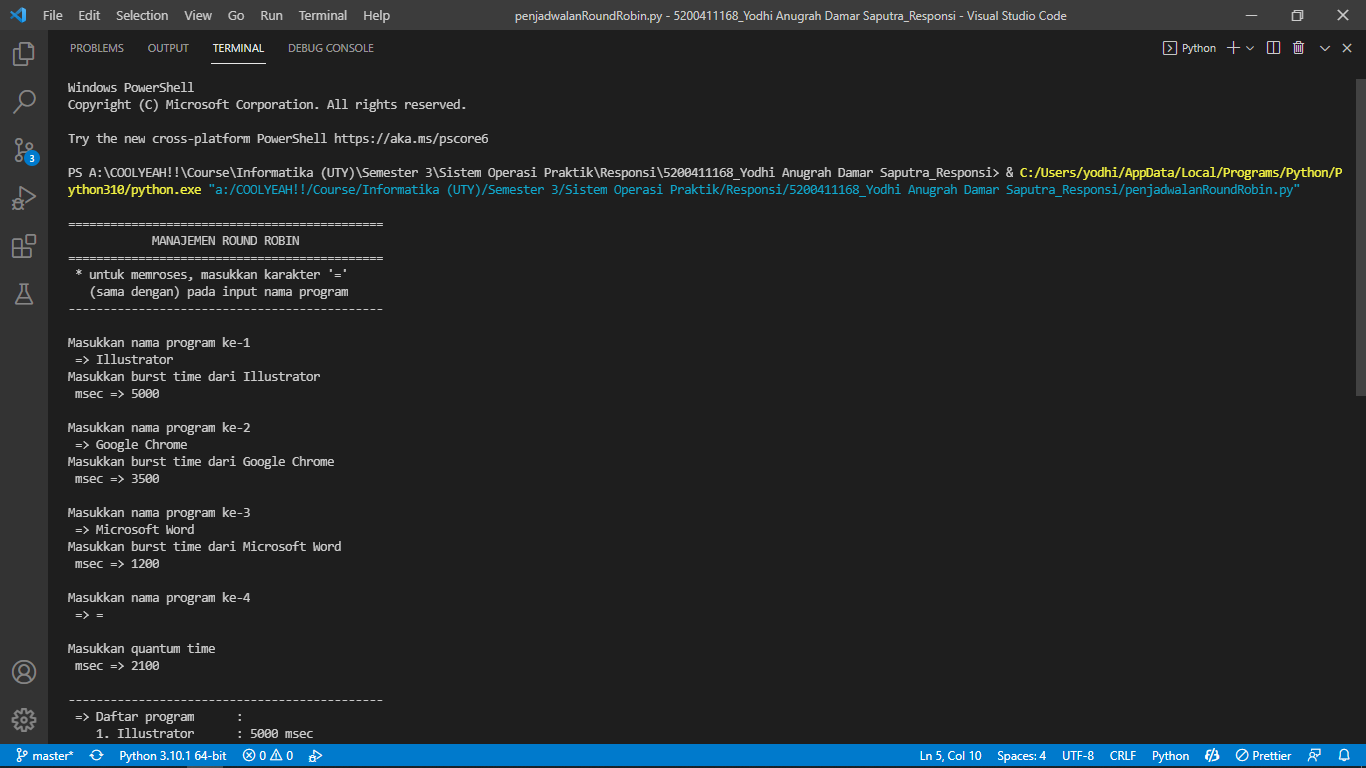 File Edit Selection View Go Run Terminal Help penjadwalanRoundRobin.py - 5200411168_Yodhi Anugrah Damar Saputra_Responsi - Visual Studio Code
PROBLEMS OUTPUT TERMINAL DEBUG CONSOLE Python
Windows PowerShell
Copyright (C) Microsoft Corporation. All rights reserved.
Try the new cross-platform PowerShell https://aka.ms/pscore6
PS A:\COOLYEAH!!\Course\Informatika (UTY)\Semester 3\Sistem Operasi Praktik\Responsi\5200411168_Yodhi Anugrah Damar Saputra_Responsi> & C:/Users/yodhi/AppData/Local/Programs/Python/P
ython310/python.exe "a:/COOLYEAH!!/Course/Informatika (UTY)/Semester 3/Sistem Operasi Praktik/Responsi/5200411168_Yodhi Anugrah Damar Saputra_Responsi/penjadwalanRoundRobin.py"
=============================================
MANAJEMEN ROUND ROBIN
=============================================
* untuk memroses, masukkan karakter '='
(sama dengan) pada input nama program
---------------------------------------------
Masukkan nama program ke-1
=> Illustrator
Masukkan burst time dari Illustrator
msec => 5000
Masukkan nama program ke-2
=> Google Chrome
Masukkan burst time dari Google Chrome
msec => 3500
Masukkan nama program ke-3
=> Microsoft Word
Masukkan burst time dari Microsoft Word
msec => 1200
Masukkan nama program ke-4
=> =
Masukkan quantum time
msec => 2100
---------------------------------------------
=> Daftar program :
1. Illustrator : 5000 msec
3
master* Python 3.10.1 64-bit 0 0 Ln 5, Col 10 Spaces: 4 UTF-8 CRLF Python Prettier